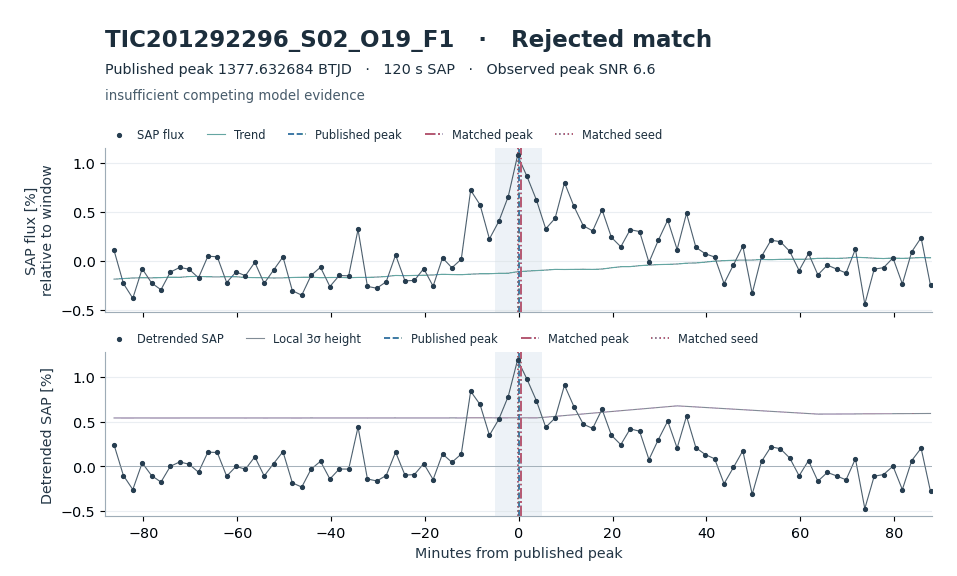 TIC201292296_S02_O19_F1 · Rejected match
Published peak 1377.632684 BTJD · 120 s SAP · Observed peak SNR 6.6
insufficient competing model evidence
SAP flux Trend Published peak Matched peak Matched seed
SAP flux [%]
relative to window
1.0
0.5
0.0
−0.5
Detrended SAP Local 3σ height Published peak Matched peak Matched seed
Detrended SAP [%]
1.0
0.5
0.0
−0.5
−80 −60 −40 −20 0 20 40 60 80
Minutes from published peak